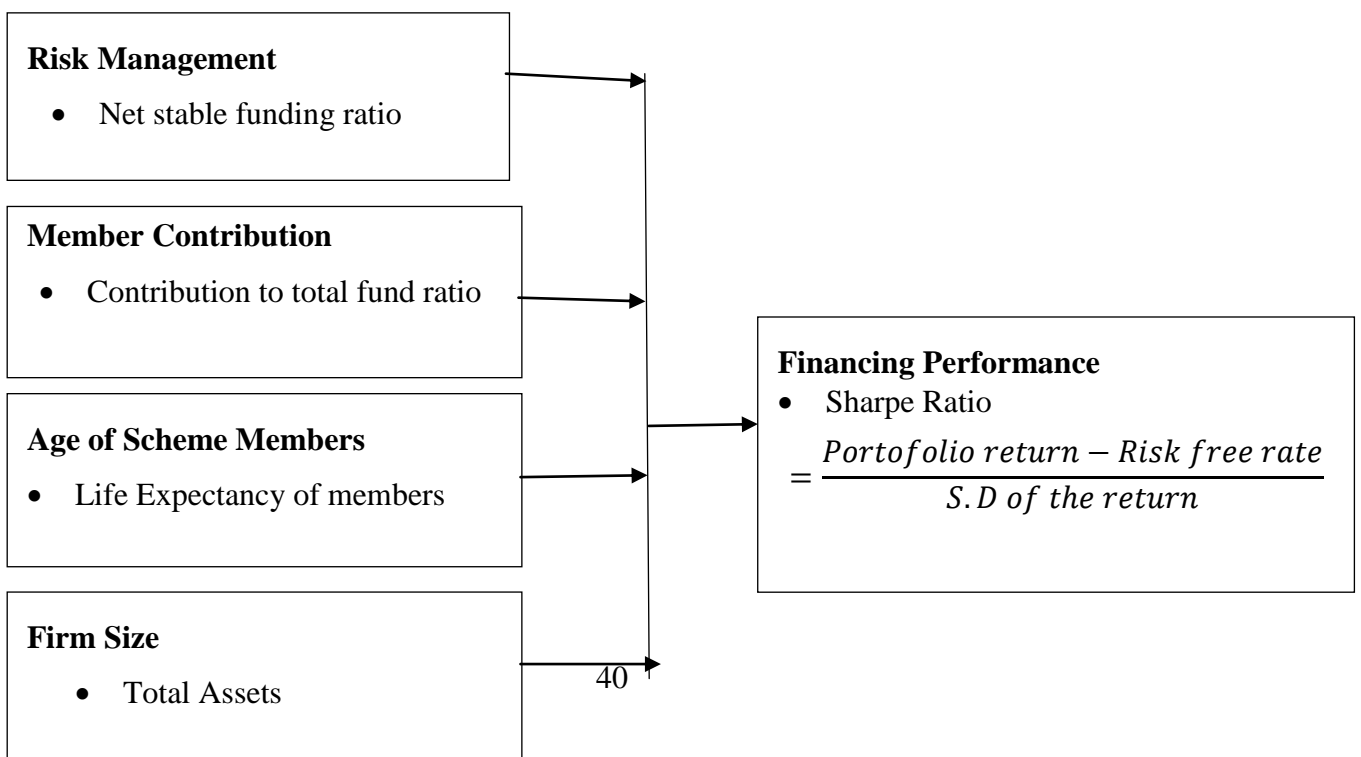 Risk Management
• Net stable funding ratio
Member Contribution
• Contribution to total fund ratio
Age of Scheme Members
• Life Expectancy of members
Firm Size
• Total Assets
40
Financing Performance
• Sharpe Ratio
= Portofolio return − Risk free rate
S.D of the return